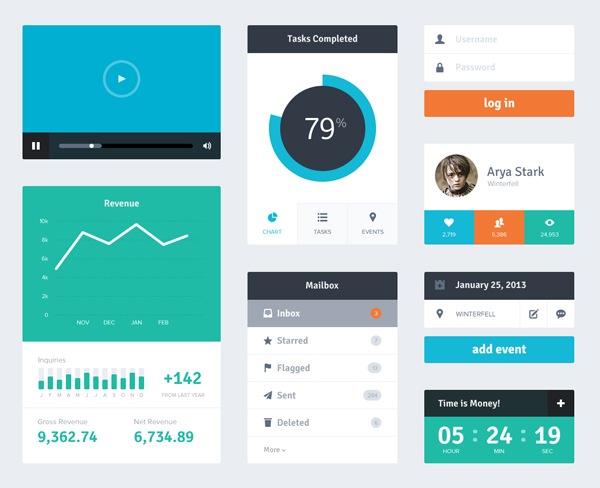 Tasks Completed
79%
CHART
TASKS
EVENTS
Username
Password
log in
Arya Stark
Winterfell
2,719
5,386
24,953
Revenue
10k
8k
6k
4k
2k
0
NOV
DEC
JAN
FEB
Inquiries
J F M A M J J A S O N D
+142
FROM LAST YEAR
Gross Revenue
9,362.74
Net Revenue
6,734.89
Mailbox
Inbox
3
Starred
7
Flagged
Sent
284
Deleted
6
More
January 25, 2013
WINTERFELL
add event
Time is Money!
+
05 : 24 : 19
HOUR
MIN
SEC